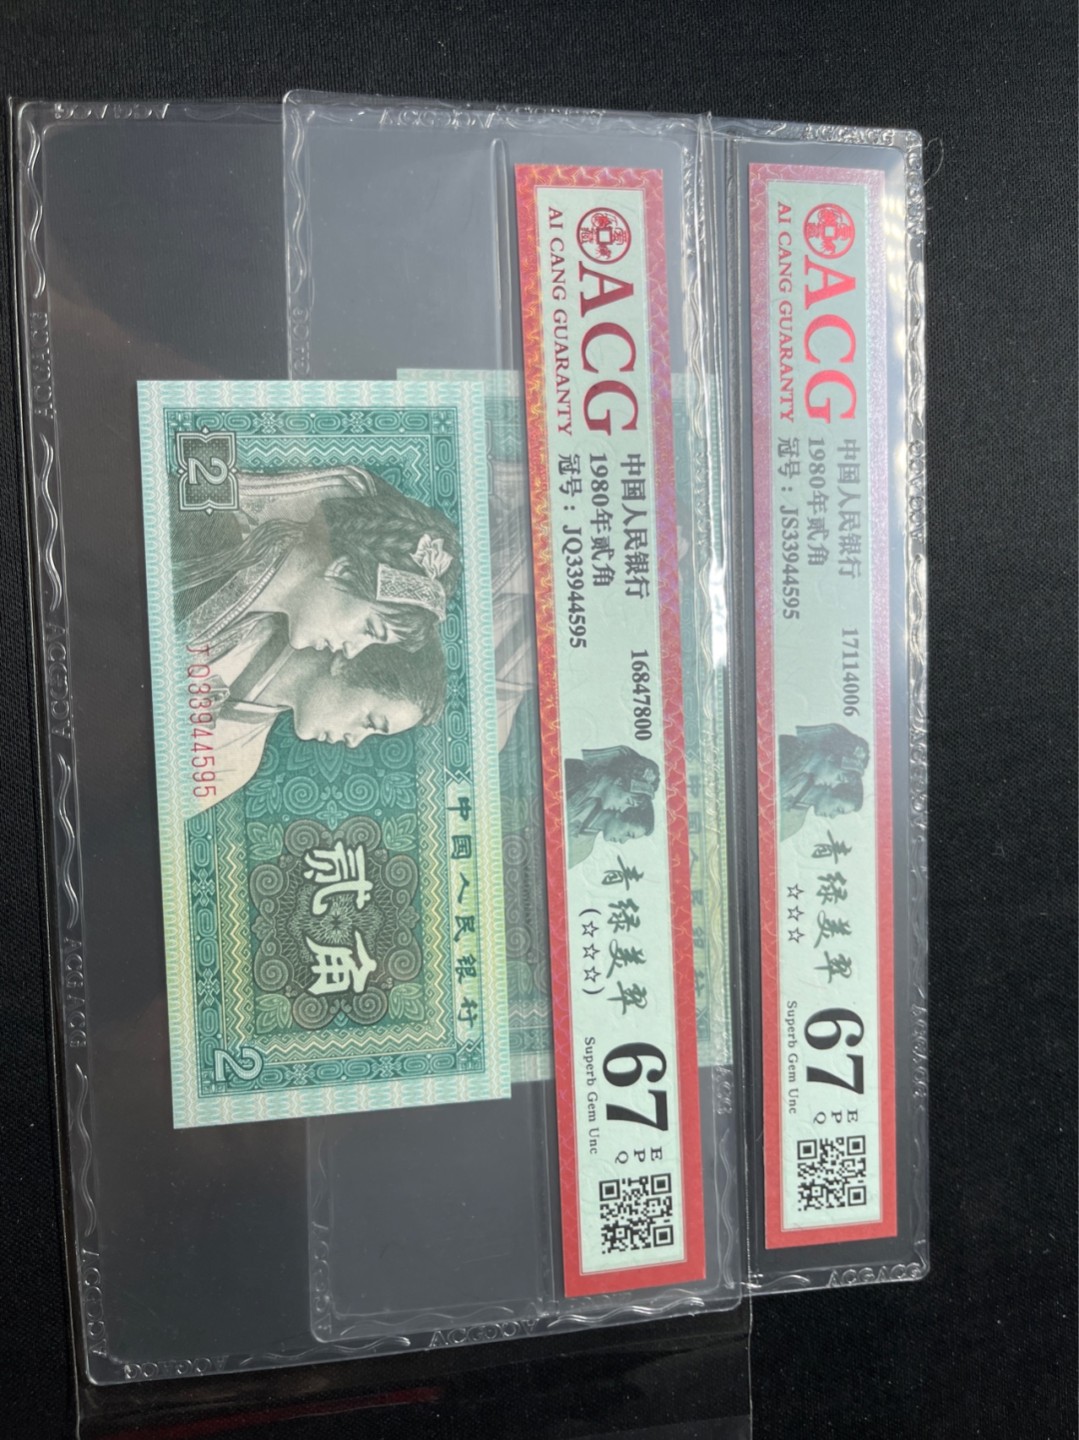 ACG
AI CANG GUARANTY
中国人民银行 17114006
1980年贰角
冠号：JS33944595
青绿美翠
☆☆☆
67
EPQ
Superb Gem Unc
ACG
AI CANG GUARANTY
中国人民银行 16847800
1980年贰角
冠号：JQ33944595
青绿美翠
(☆☆☆)
67
EPQ
Superb Gem Unc
中国人民银行
贰角
2
2
JQ33944595